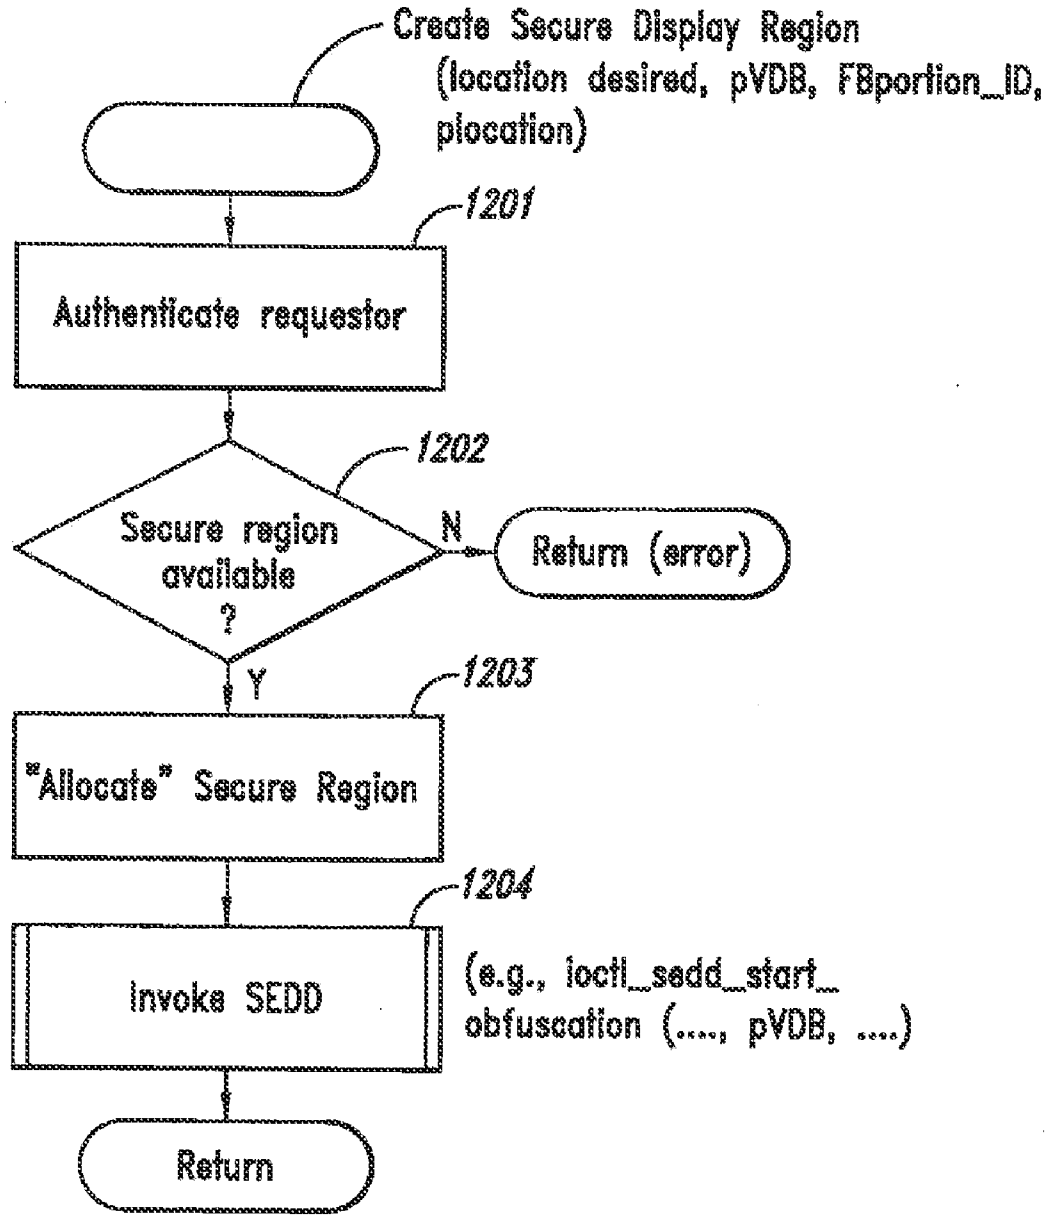 Create Secure Display Region
(location desired, pVDB, FBportion_ID,
plocation)
1201
Authenticate requestor
1202
Secure region
available
?
N
Return (error)
Y
1203
"Allocate" Secure Region
1204
Invoke SEDD
(e.g., ioctl_sedd_start_
obfuscation (...., pVDB, ....)
Return